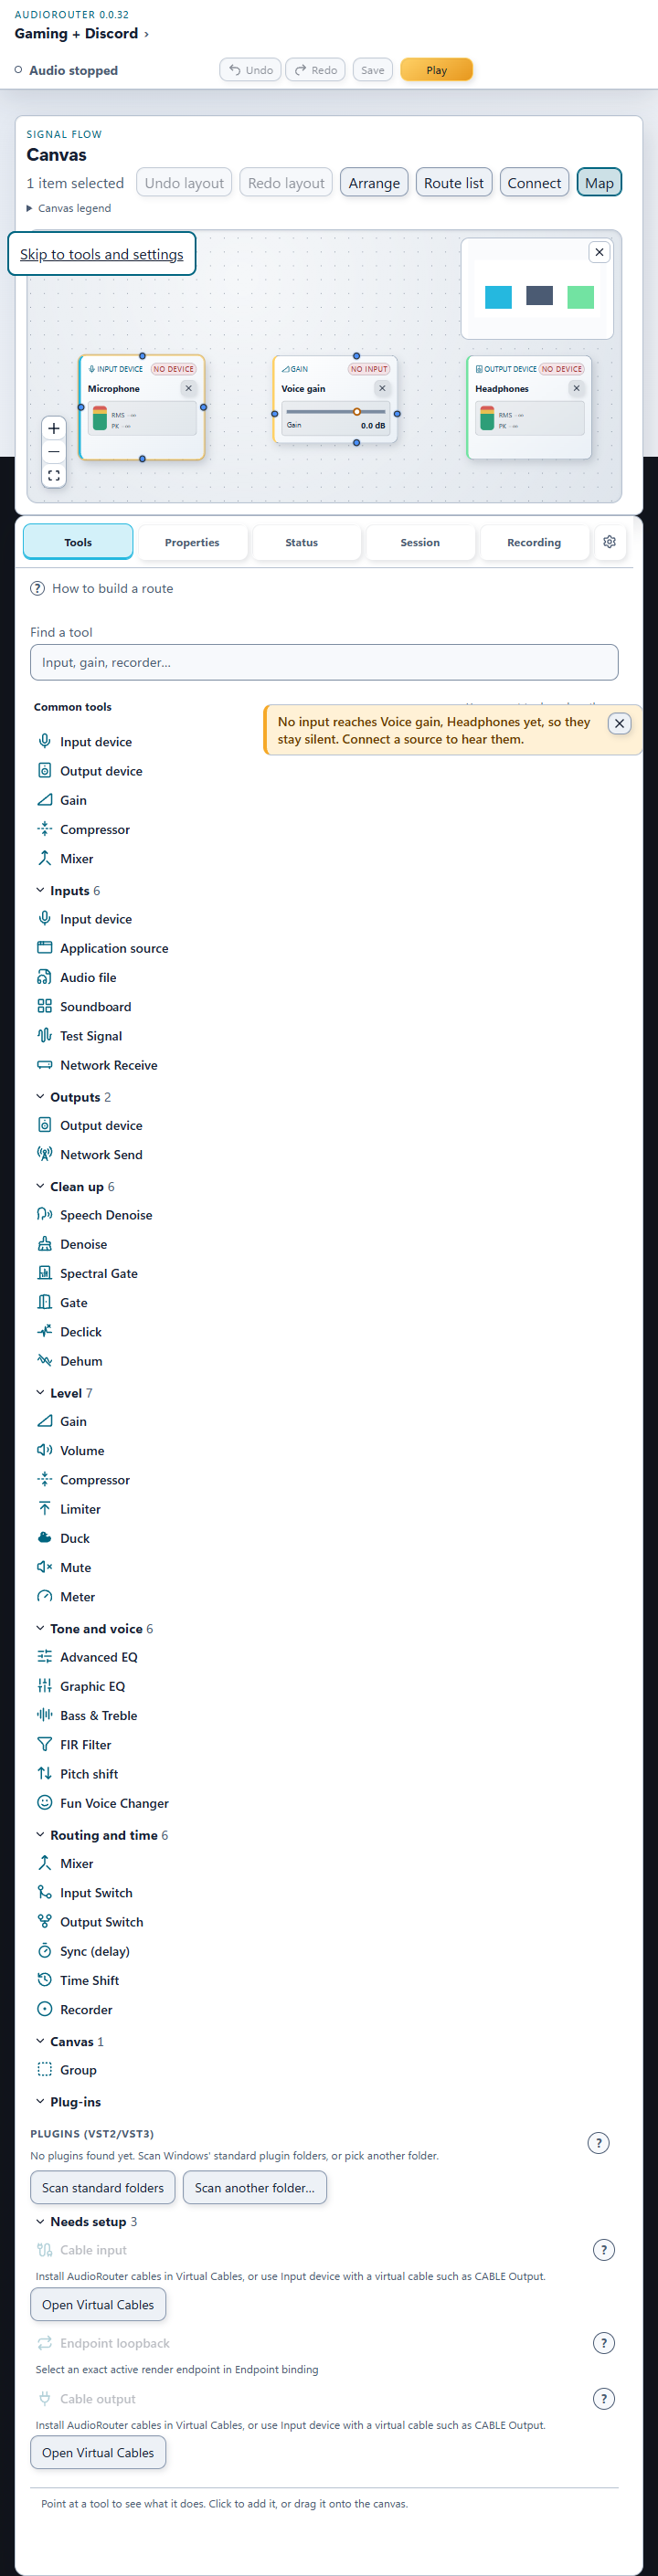 AUDIOROUTER 0.0.32
Gaming + Discord ›
Audio stopped
Undo
Redo
Save
Play
SIGNAL FLOW
Canvas
1 item selected
Undo layout
Redo layout
Arrange
Route list
Connect
Map
Canvas legend
Skip to tools and settings
INPUT DEVICE
NO DEVICE
Microphone
RMS -∞
PK -∞
GAIN
NO INPUT
Voice gain
Gain
0.0 dB
OUTPUT DEVICE
NO DEVICE
Headphones
RMS -∞
PK -∞
Tools
Properties
Status
Session
Recording
? How to build a route
Find a tool
Input, gain, recorder...
Common tools
No input reaches Voice gain, Headphones yet, so they
stay silent. Connect a source to hear them.
Input device
Output device
Gain
Compressor
Mixer
Inputs 6
Input device
Application source
Audio file
Soundboard
Test Signal
Network Receive
Outputs 2
Output device
Network Send
Clean up 6
Speech Denoise
Denoise
Spectral Gate
Gate
Declick
Dehum
Level 7
Gain
Volume
Compressor
Limiter
Duck
Mute
Meter
Tone and voice 6
Advanced EQ
Graphic EQ
Bass & Treble
FIR Filter
Pitch shift
Fun Voice Changer
Routing and time 6
Mixer
Input Switch
Output Switch
Sync (delay)
Time Shift
Recorder
Canvas 1
Group
Plug-ins
PLUGINS (VST2/VST3)
?
No plugins found yet. Scan Windows' standard plugin folders, or pick another folder.
Scan standard folders
Scan another folder...
Needs setup 3
Cable input
?
Install AudioRouter cables in Virtual Cables, or use Input device with a virtual cable such as CABLE Output.
Open Virtual Cables
Endpoint loopback
?
Select an exact active render endpoint in Endpoint binding
Cable output
?
Install AudioRouter cables in Virtual Cables, or use Input device with a virtual cable such as CABLE Output.
Open Virtual Cables
Point at a tool to see what it does. Click to add it, or drag it onto the canvas.